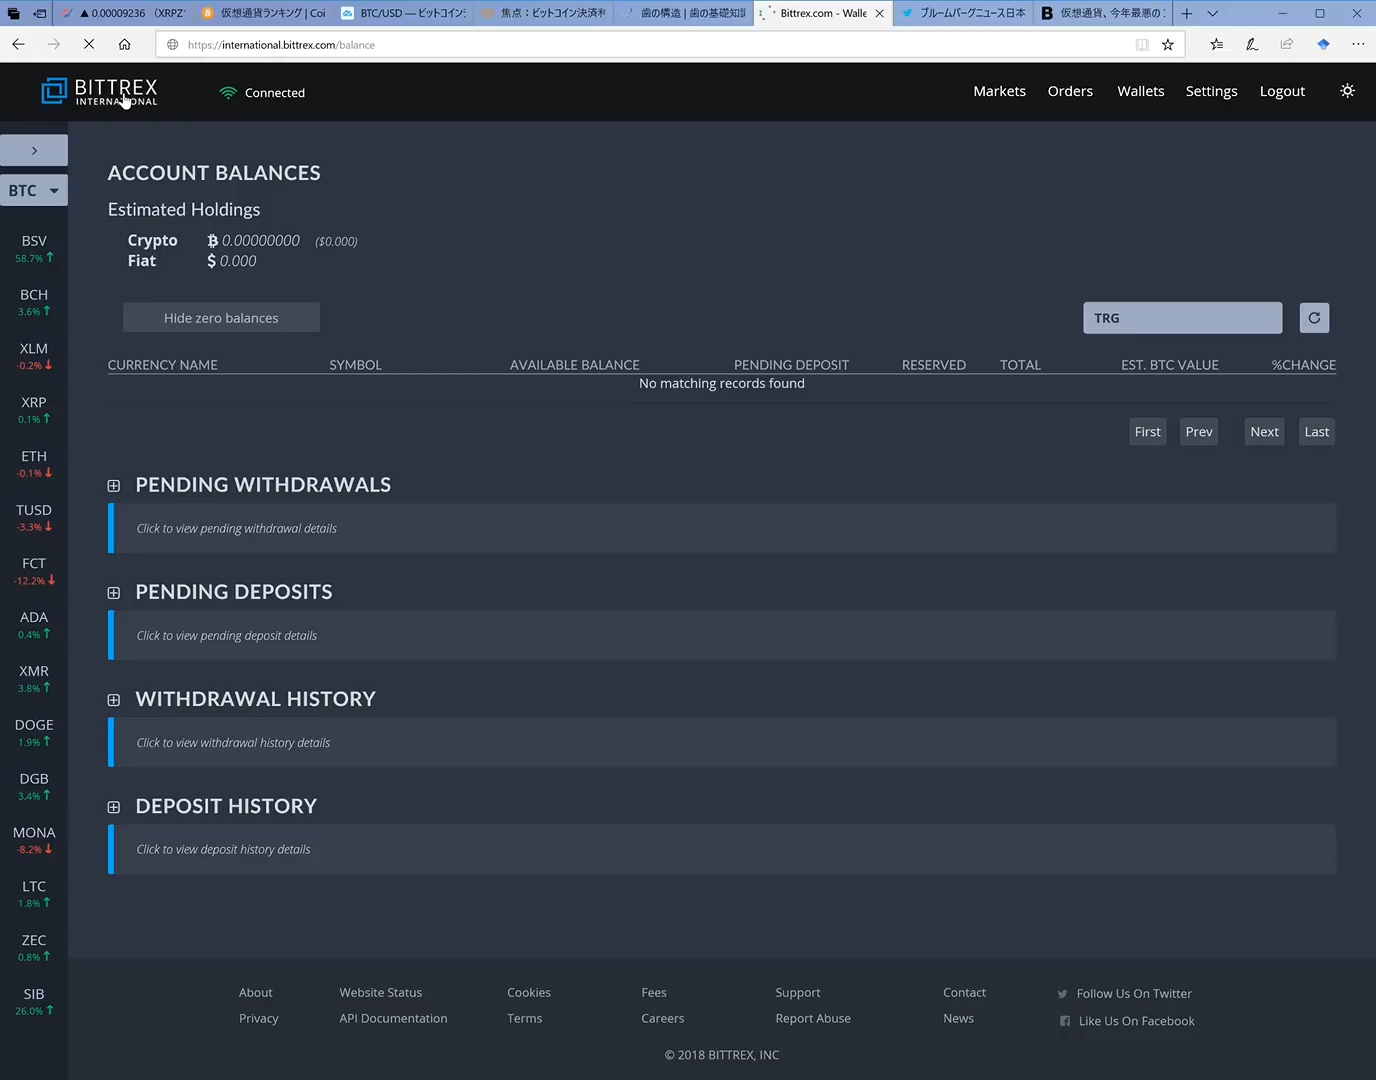 ▲ 0.00009236 (XRPZ
仮想通貨ランキング | Coi
BTC/USD — ビットコイン
焦点：ビットコイン決済
歯の構造 | 歯の基礎知
Bittrex.com - Walle
ブルームバーグニュース日本
仮想通貨、今年最悪の
https://international.bittrex.com/balance
BITTREX
INTERNATIONAL
Connected
Markets
Orders
Wallets
Settings
Logout
BTC
BSV
58.7% ↑
BCH
3.6% ↑
XLM
-0.2% ↓
XRP
0.1% ↑
ETH
-0.1% ↓
TUSD
-3.3% ↓
FCT
-12.2% ↓
ADA
0.4% ↑
XMR
3.8% ↑
DOGE
1.9% ↑
DGB
3.4% ↑
MONA
-8.2% ↓
LTC
1.8% ↑
ZEC
0.8% ↑
SIB
26.0% ↑
ACCOUNT BALANCES
Estimated Holdings
Crypto ₿ 0.00000000 ($0.000)
Fiat $ 0.000
Hide zero balances
TRG
CURRENCY NAME SYMBOL AVAILABLE BALANCE PENDING DEPOSIT RESERVED TOTAL EST. BTC VALUE %CHANGE
No matching records found
First Prev Next Last
PENDING WITHDRAWALS
Click to view pending withdrawal details
PENDING DEPOSITS
Click to view pending deposit details
WITHDRAWAL HISTORY
Click to view withdrawal history details
DEPOSIT HISTORY
Click to view deposit history details
About Website Status Cookies Fees Support Contact Follow Us On Twitter
Privacy API Documentation Terms Careers Report Abuse News Like Us On Facebook
© 2018 BITTREX, INC